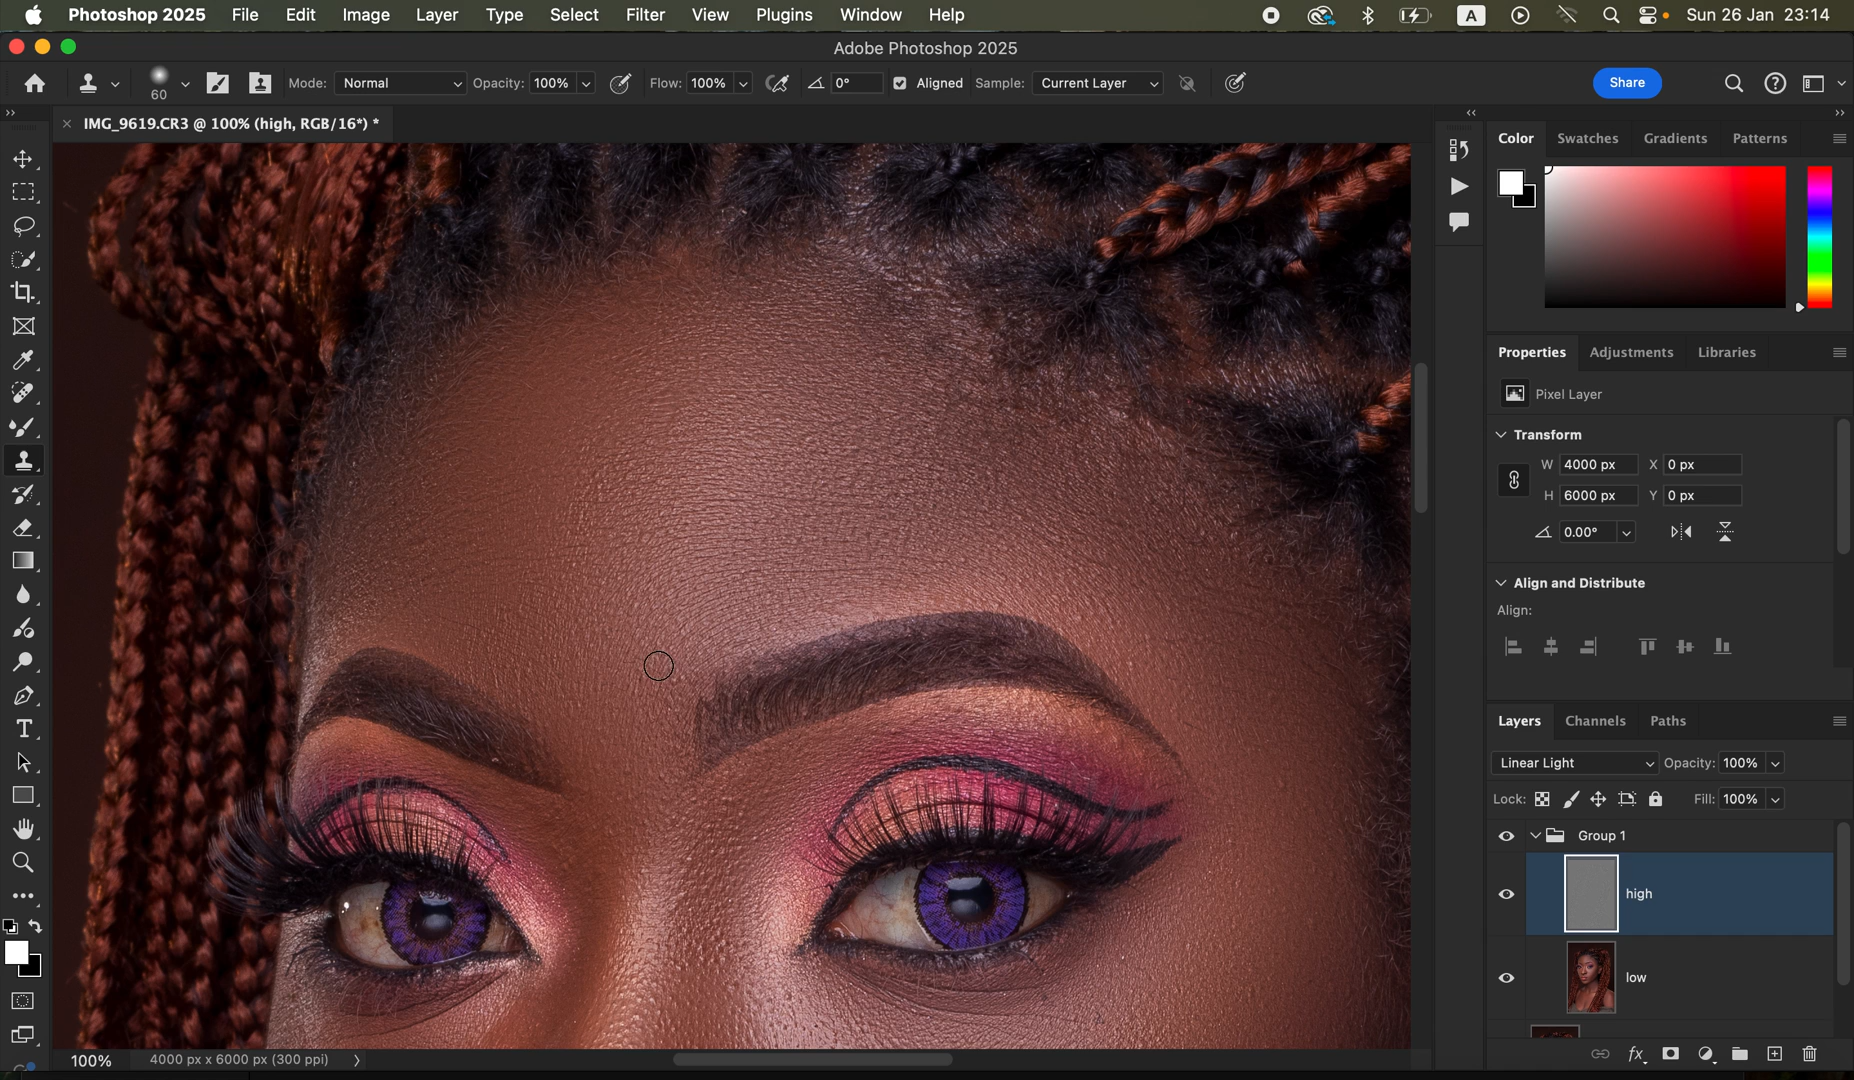 Photoshop 2025 File Edit Image Layer Type Select Filter View Plugins Window Help A Sun 26 Jan 23:14
Adobe Photoshop 2025
60 Mode: Normal Opacity: 100% Flow: 100% 0° Aligned Sample: Current Layer Share
IMG_9619.CR3 @ 100% (high, RGB/16*) *
Color Swatches Gradients Patterns
Properties Adjustments Libraries
Pixel Layer
Transform
W 4000 px X 0 px
H 6000 px Y 0 px
0.00°
Align and Distribute
Align:
Layers Channels Paths
Linear Light Opacity: 100%
Lock: Fill: 100%
Group 1
high
low
fx
100% 4000 px x 6000 px (300 ppi)